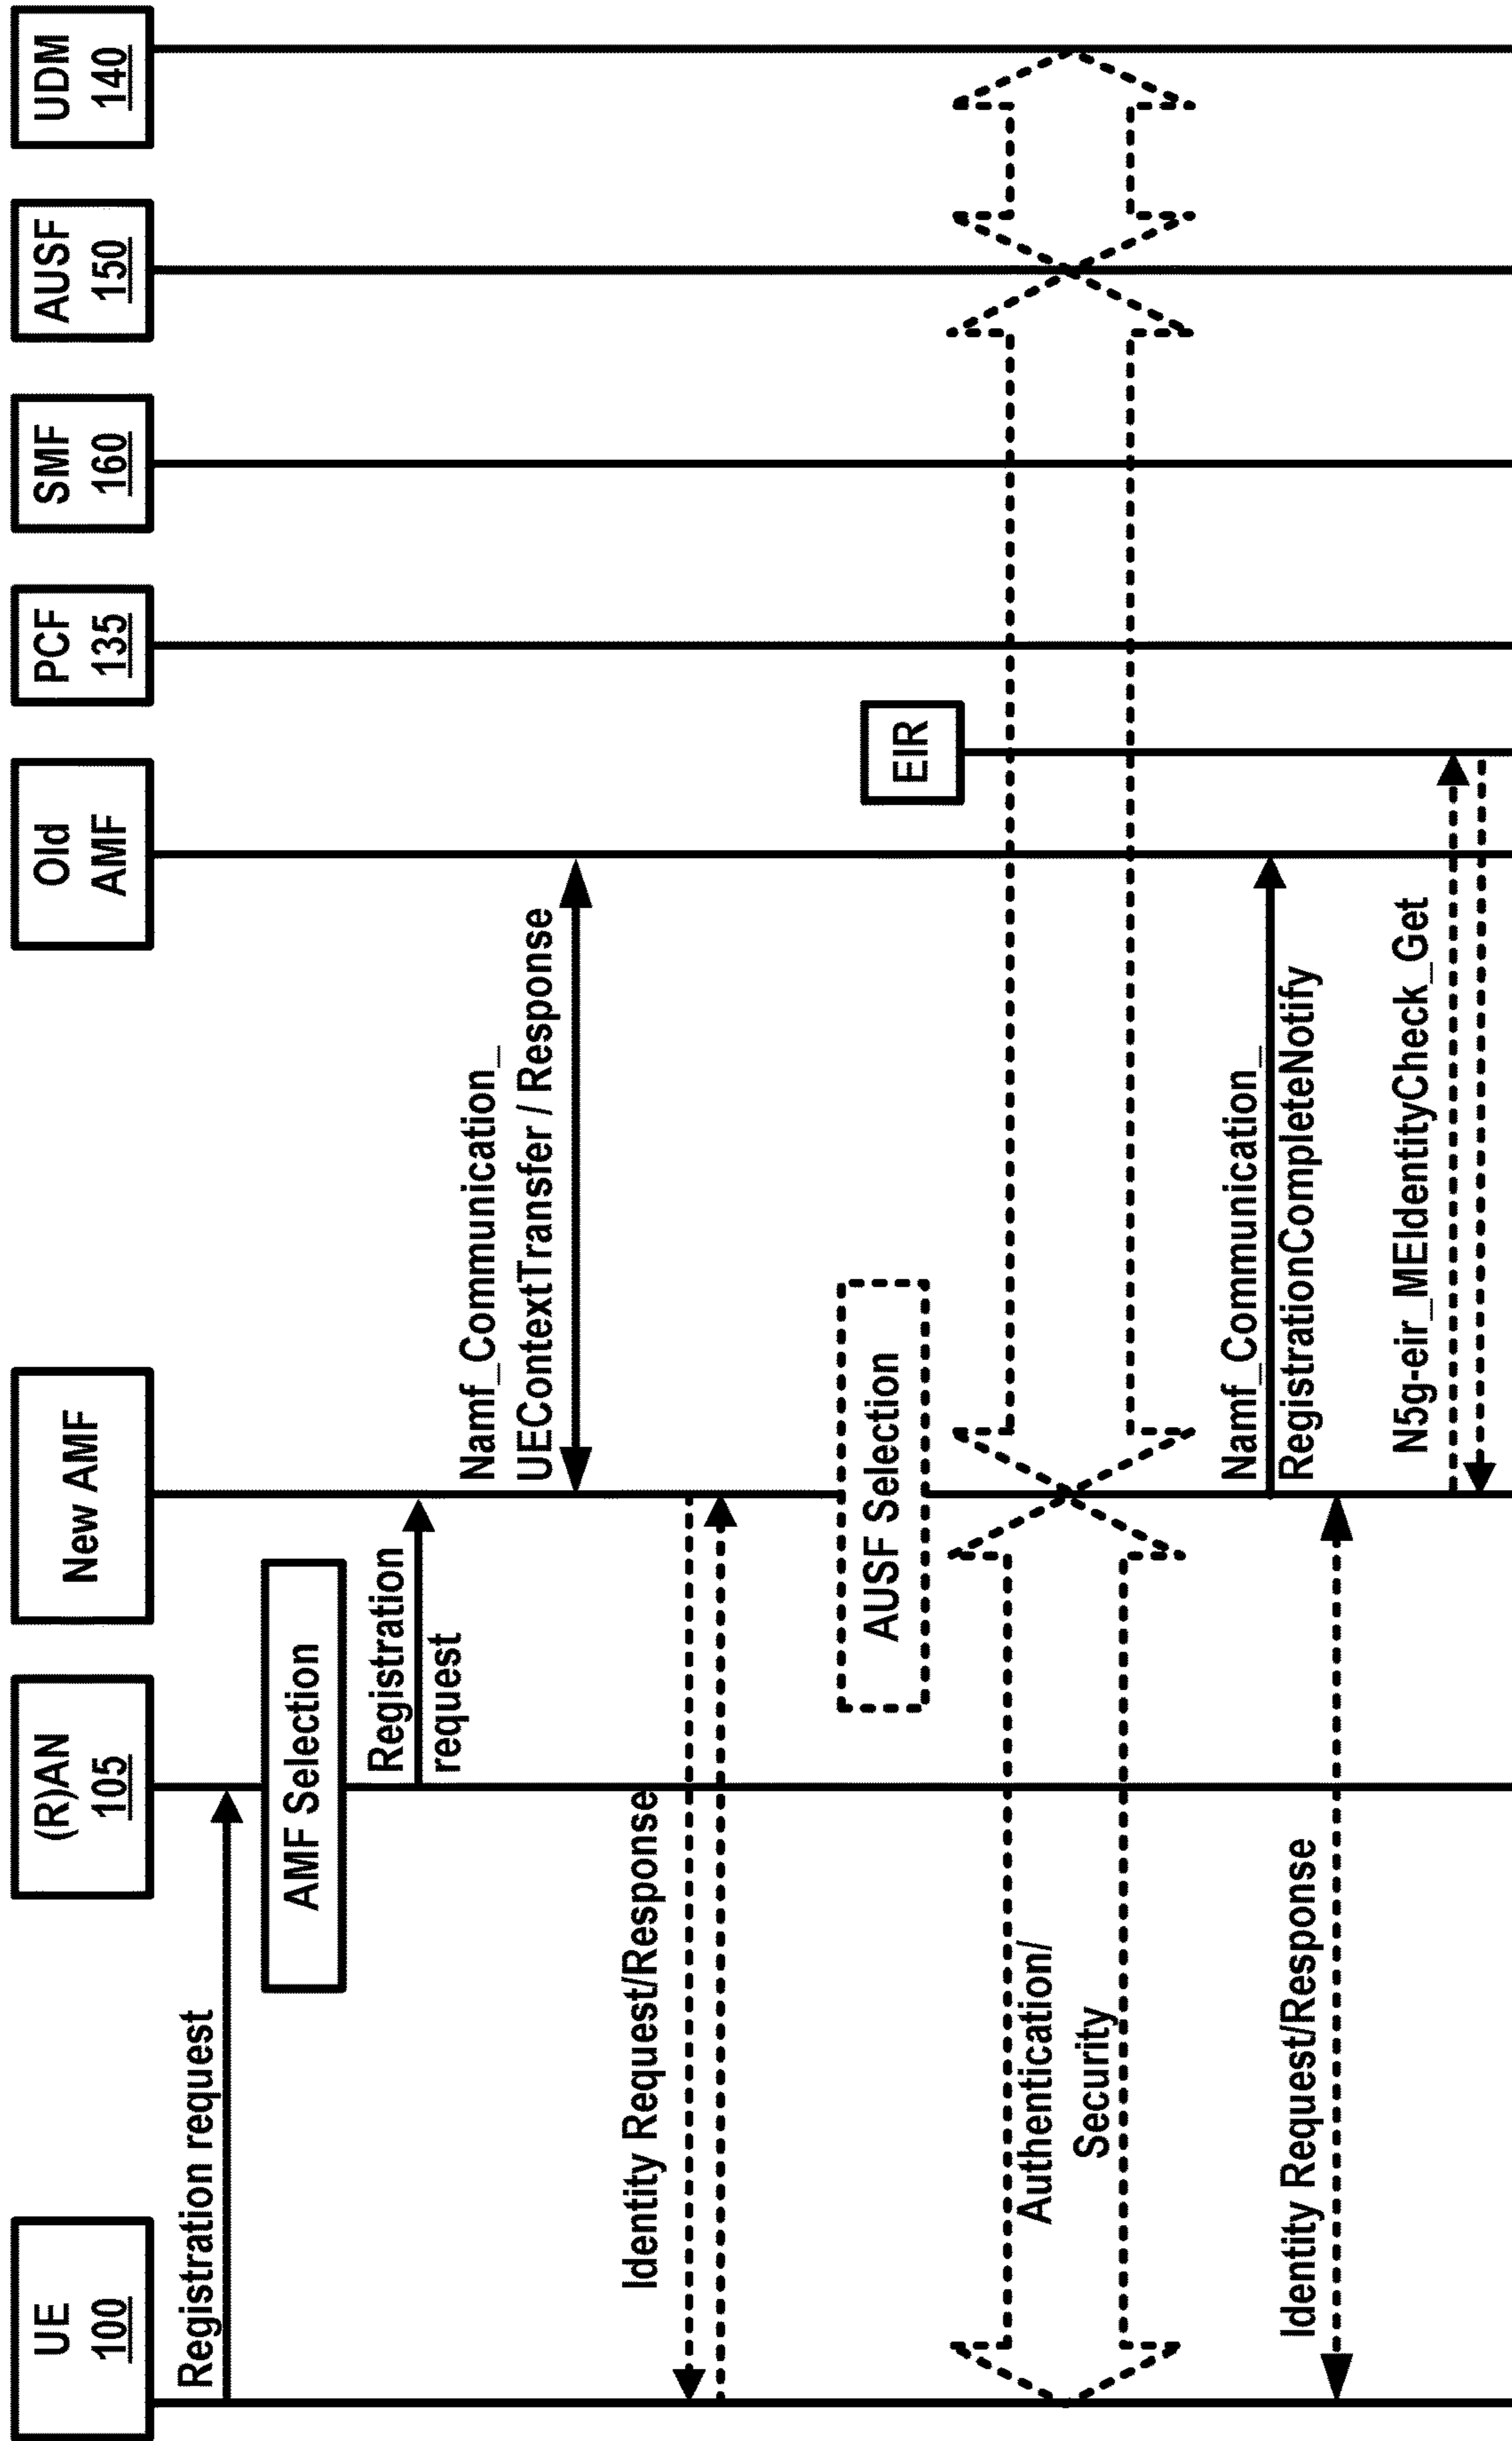 UE
100
(R)AN
105
New AMF
Old
AMF
PCF
135
SMF
160
AUSF
150
UDM
140
Registration request
AMF Selection
Registration
request
Namf_Communication_
UEContextTransfer / Response
Identity Request/Response
AUSF Selection
EIR
Authentication/
Security
Namf_Communication_
RegistrationCompleteNotify
Identity Request/Response
N5g-eir_MEIdentityCheck_Get